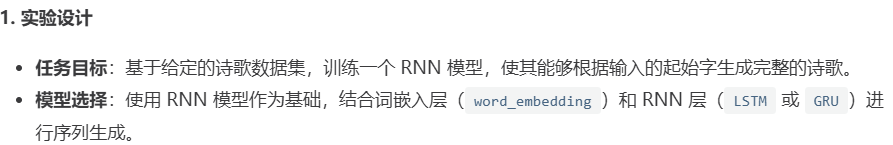 1. 实验设计
• 任务目标：基于给定的诗歌数据集，训练一个 RNN 模型，使其能够根据输入的起始字生成完整的诗歌。
• 模型选择：使用 RNN 模型作为基础，结合词嵌入层（ word_embedding ）和 RNN 层（ LSTM 或 GRU ）进
行序列生成。